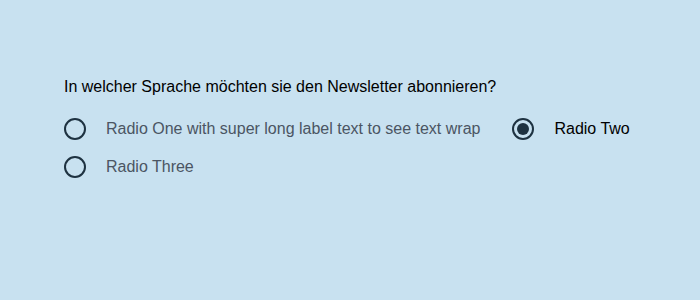 In welcher Sprache möchten sie den Newsletter abonnieren?
Radio One with super long label text to see text wrap Radio Two
Radio Three